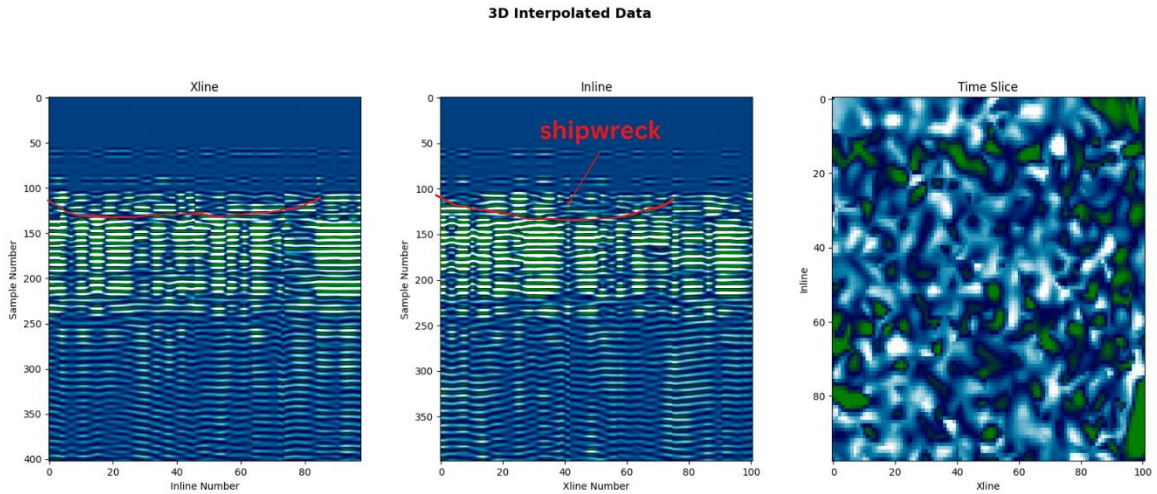 3D Interpolated Data
Xline
0
50
100
150
200
250
300
350
400
Sample Number
0 20 40 60 80
Inline Number
Inline
shipwreck
0
50
100
150
200
250
300
350
Sample Number
0 20 40 60 80 100
Xline Number
Time Slice
0
20
40
60
80
Inline
0 20 40 60 80 100
Xline